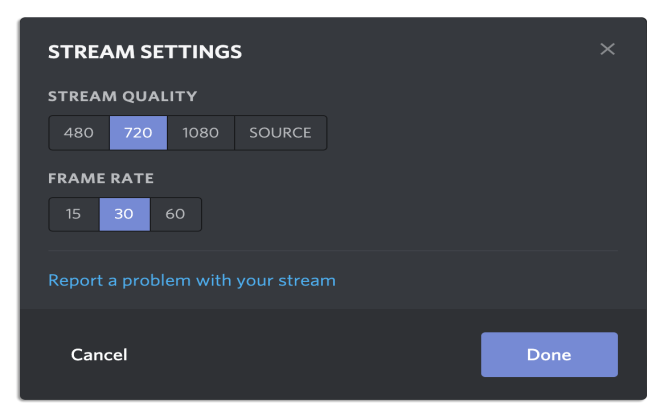 STREAM SETTINGS
STREAM QUALITY
480 720 1080 SOURCE
FRAME RATE
15 30 60
Report a problem with your stream
Cancel Done